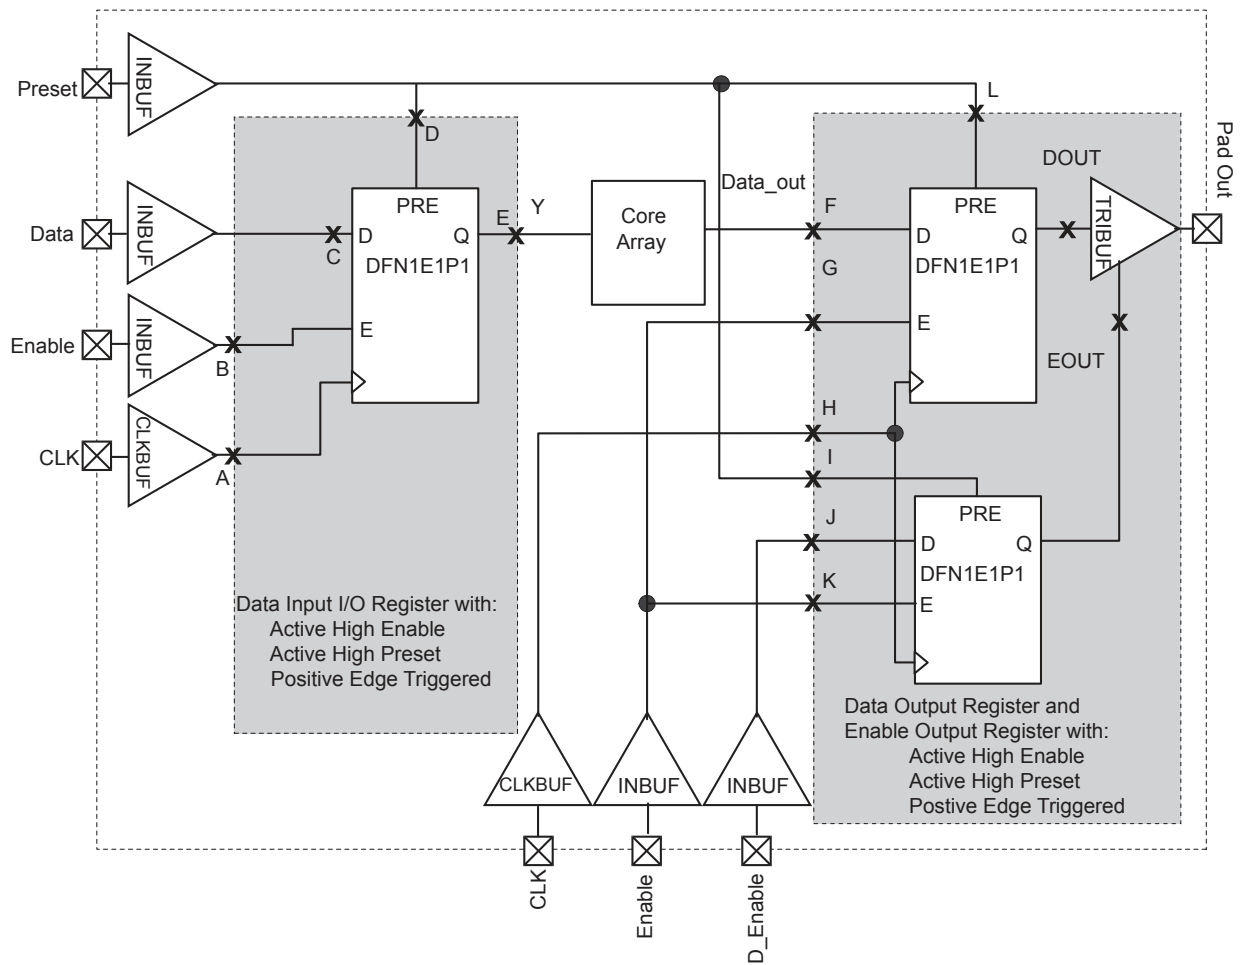 Preset
INBUF
D
L
Data
INBUF
C
PRE
D
Q
DFN1E1P1
E
E
Y
Core
Array
Data_out
F
G
PRE
D
Q
DFN1E1P1
E
DOUT
TRIBUF
EOUT
Pad Out
Enable
INBUF
B
CLK
CLKBUF
A
H
I
J
K
PRE
D
Q
DFN1E1P1
E
Data Input I/O Register with:
Active High Enable
Active High Preset
Positive Edge Triggered
Data Output Register and
Enable Output Register with:
Active High Enable
Active High Preset
Postive Edge Triggered
CLKBUF
INBUF
INBUF
CLK
Enable
D_Enable